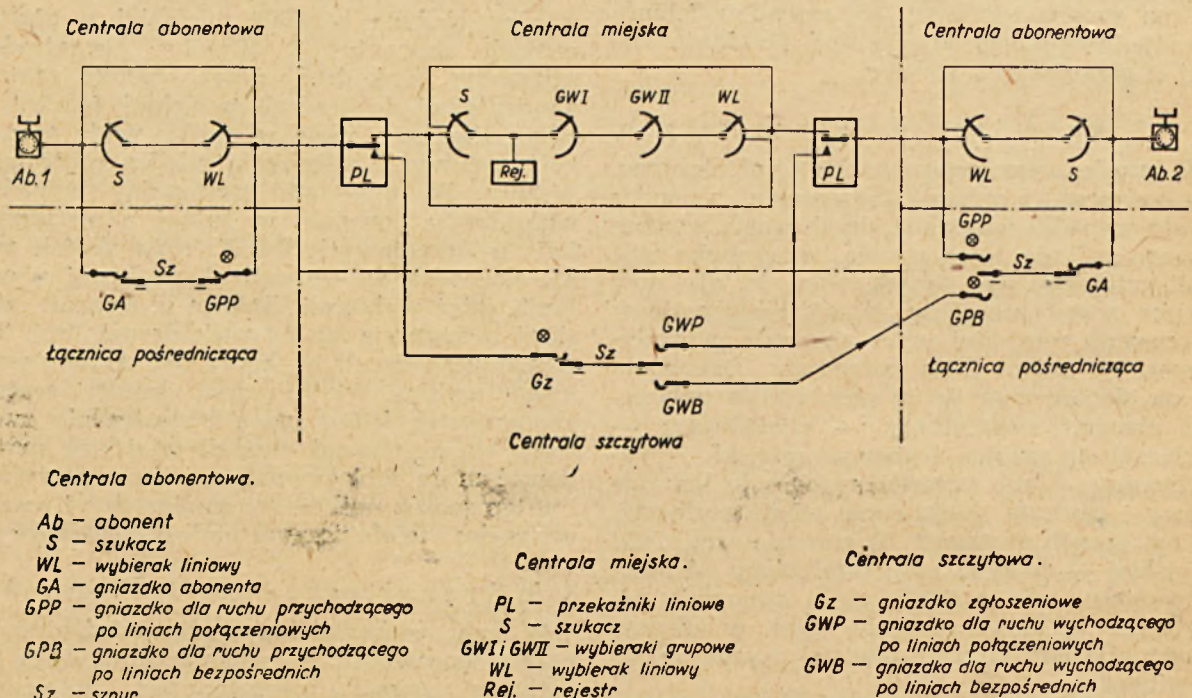 Centrala abonentowa
Centrala miejska
Centrala abonentowa
S
GWI
GWII
WL
Ab.1
S
WL
PL
Rej.
PL
WL
S
Ab.2
GPP
Sz
GA
GPP
Sz
GA
GPB
GWP
Łącznica pośrednicząca
Gz
Sz
GWB
Łącznica pośrednicząca
Centrala szczytowa
Centrala abonentowa.
Ab – abonent
S – szukacz
WL – wybierak liniowy
GA – gniazdko abonenta
GPP – gniazdko dla ruchu przychodzącego
po liniach połączeniowych
GPB – gniazdko dla ruchu przychodzącego
po liniach bezpośrednich
Sz – sznur
Centrala miejska.
PL – przekaźniki liniowe
S – szukacz
GWI i GWII – wybieraki grupowe
WL – wybierak liniowy
Rej. – rejestr
Centrala szczytowa.
Gz – gniazdko zgłoszeniowe
GWP – gniazdko dla ruchu wychodzącego
po liniach połączeniowych
GWB – gniazdka dla ruchu wychodzącego
po liniach bezpośrednich